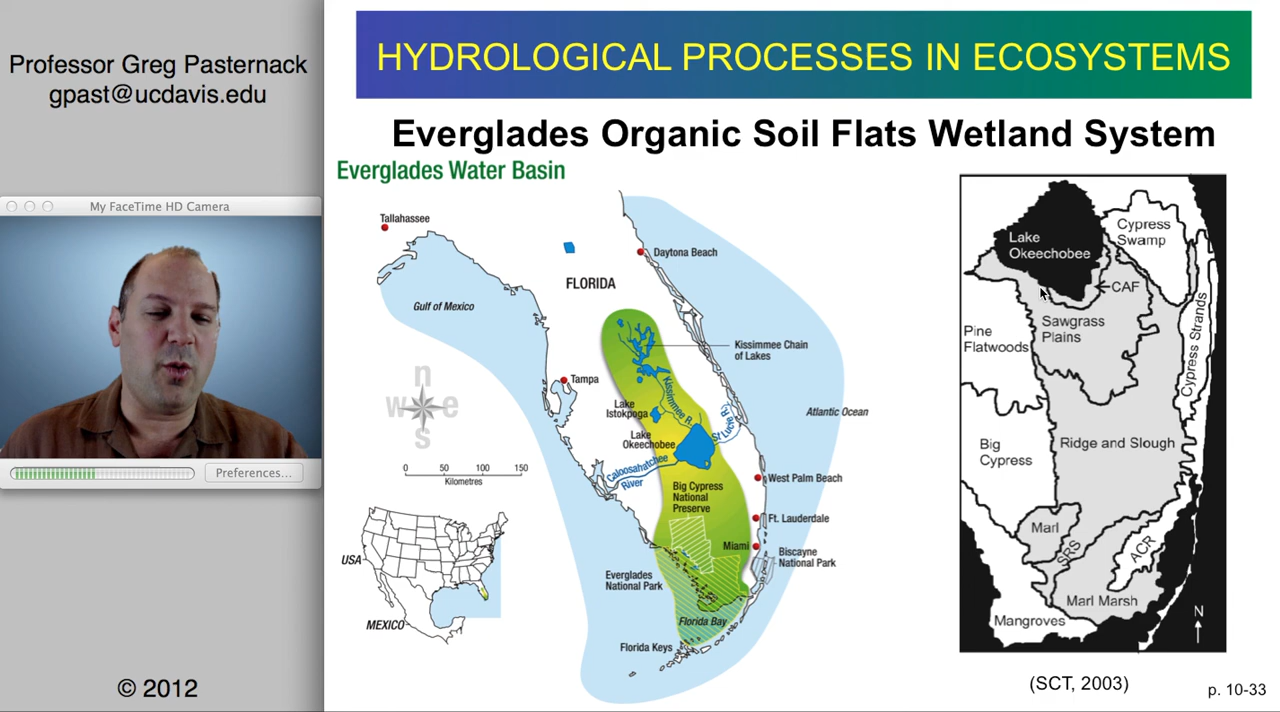 Professor Greg Pasternack
gpast@ucdavis.edu
My FaceTime HD Camera
Preferences...
© 2012
HYDROLOGICAL PROCESSES IN ECOSYSTEMS
Everglades Organic Soil Flats Wetland System
Everglades Water Basin
Tallahassee
Daytona Beach
FLORIDA
Gulf of Mexico
Kissimmee Chain
of Lakes
n
w e
s
Tampa
Kissimmee R.
Lake
Istokpoga
St Lucie R.
Atlantic Ocean
Lake
Okeechobee
Caloosahatchee
River
0 50 100 150
Kilometres
West Palm Beach
Big Cypress
National
Preserve
Ft. Lauderdale
Miami
Biscayne
National Park
USA
Everglades
National Park
MEXICO
Florida Bay
Florida Keys
Lake
Okeechobee
Cypress
Swamp
CAF
Sawgrass
Plains
Pine
Flatwoods
Cypress Strands
Ridge and Slough
Big
Cypress
Marl
SRS
ACR
Marl Marsh
Mangroves
N
(SCT, 2003)
p. 10-33